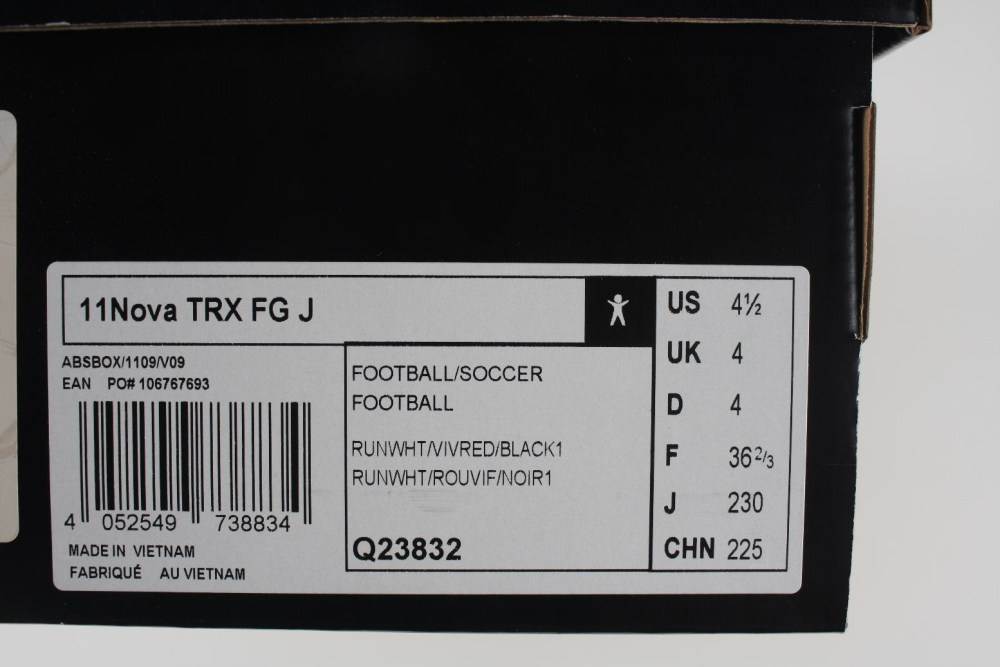 11Nova TRX FG J
ABSBOX/1109/V09
EAN PO# 106767693
4 052549 738834
MADE IN VIETNAM
FABRIQUÉ AU VIETNAM
FOOTBALL/SOCCER
FOOTBALL
RUNWHT/VIVRED/BLACK1
RUNWHT/ROUVIF/NOIR1
Q23832
US 4½
UK 4
D 4
F 36 2/3
J 230
CHN 225